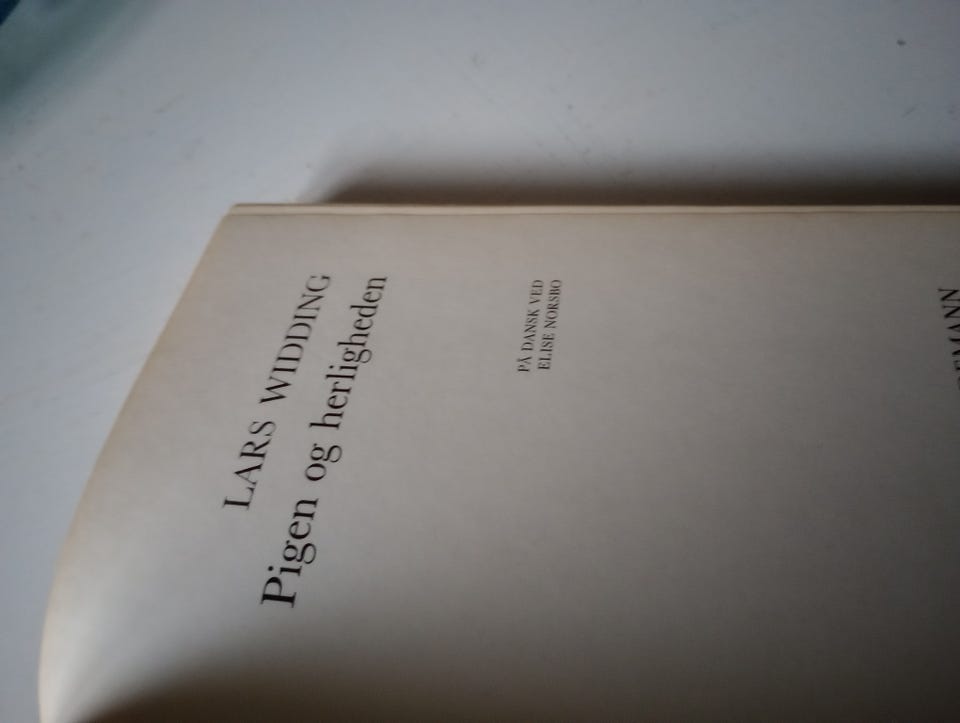 LARS WIDDING
Pigen og herligheden
PÅ DANSK VED
ELISE NORSBO